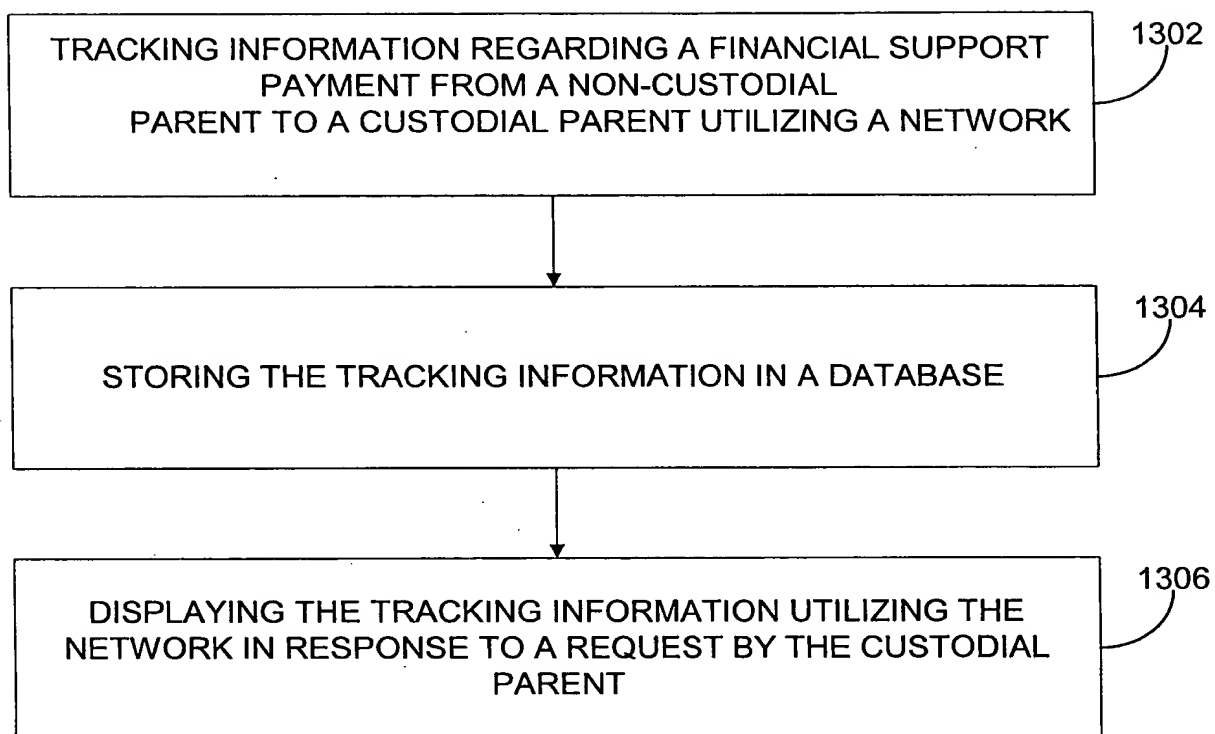 TRACKING INFORMATION REGARDING A FINANCIAL SUPPORT
PAYMENT FROM A NON-CUSTODIAL
PARENT TO A CUSTODIAL PARENT UTILIZING A NETWORK
1302
STORING THE TRACKING INFORMATION IN A DATABASE
1304
DISPLAYING THE TRACKING INFORMATION UTILIZING THE
NETWORK IN RESPONSE TO A REQUEST BY THE CUSTODIAL
PARENT
1306